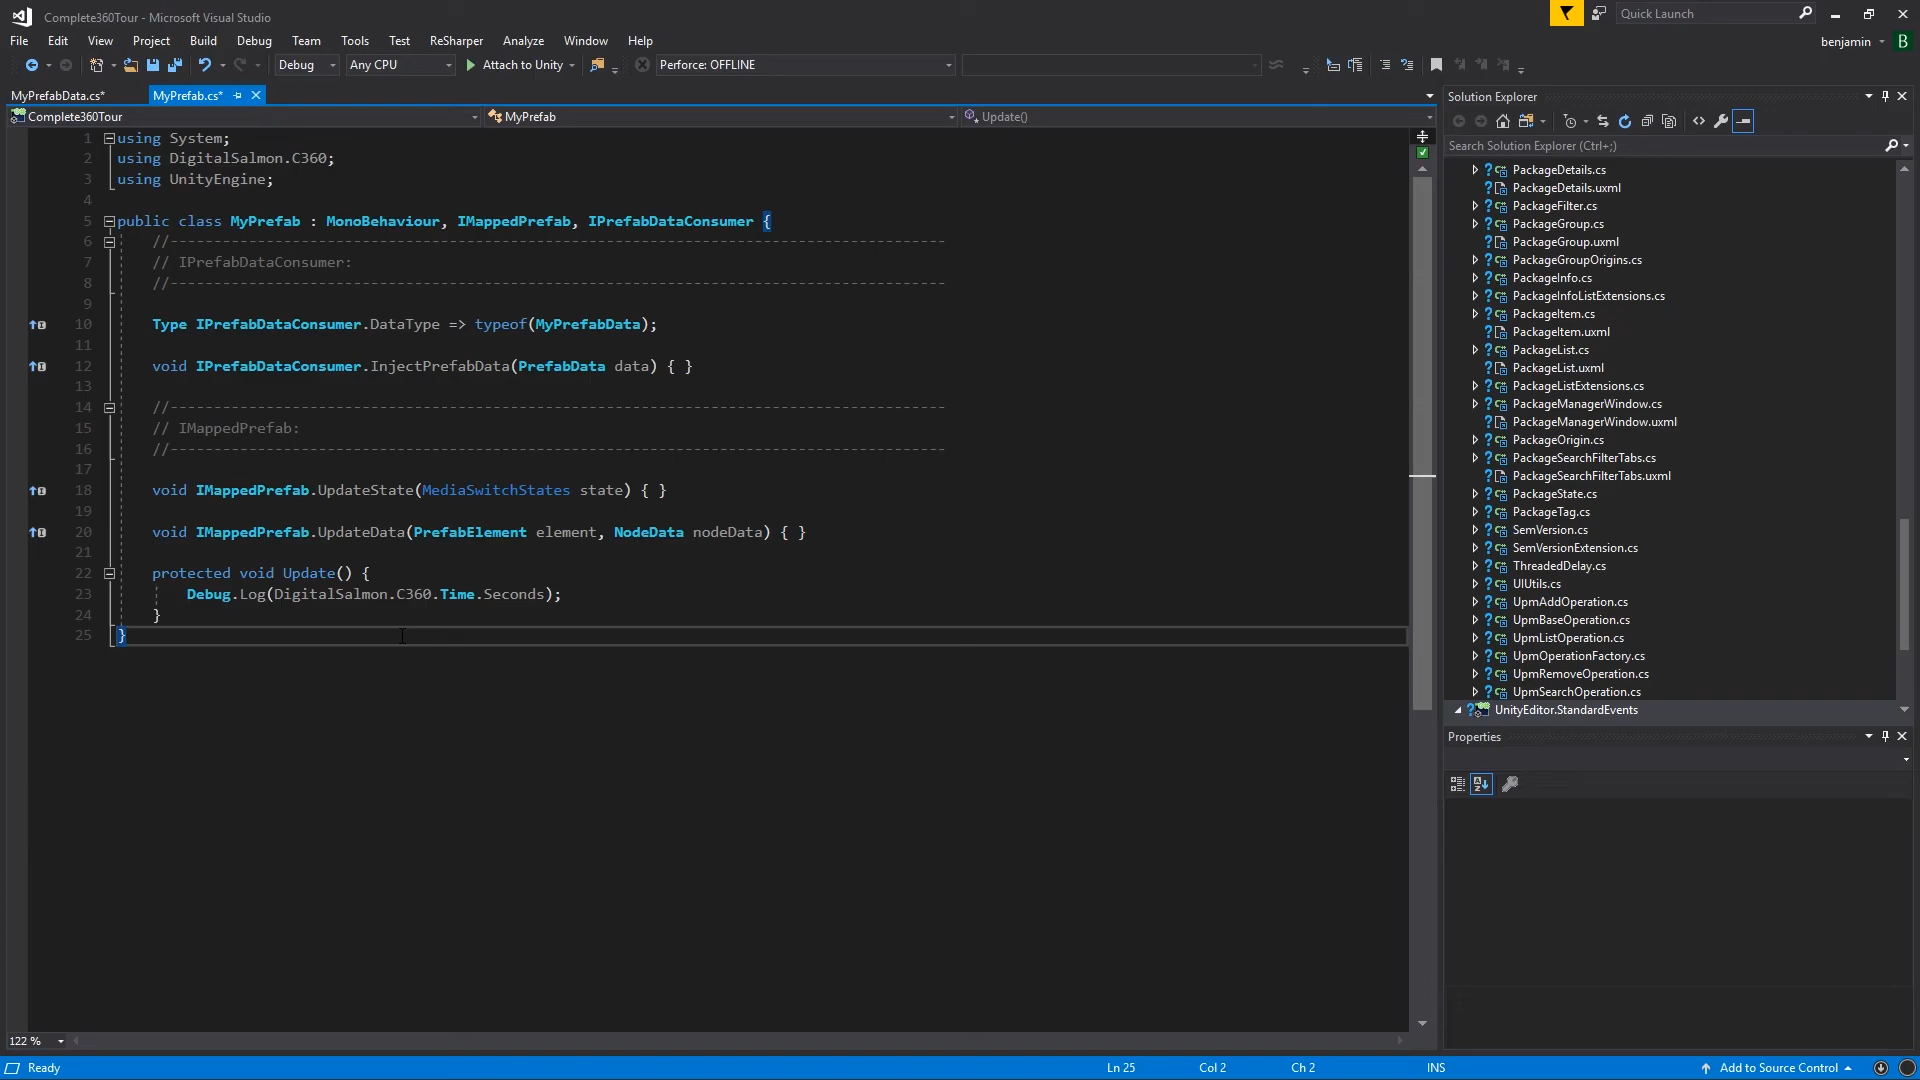 Complete360Tour - Microsoft Visual Studio
Quick Launch
File Edit View Project Build Debug Team Tools Test ReSharper Analyze Window Help
benjamin B
Debug Any CPU Attach to Unity Perforce: OFFLINE
MyPrefabData.cs* MyPrefab.cs*
Complete360Tour MyPrefab Update()
1 using System;
2 using DigitalSalmon.C360;
3 using UnityEngine;
4
5 public class MyPrefab : MonoBehaviour, IMappedPrefab, IPrefabDataConsumer {
6 //-----------------------------------------------------------------------------------------
7 // IPrefabDataConsumer:
8 //-----------------------------------------------------------------------------------------
9
10 Type IPrefabDataConsumer.DataType => typeof(MyPrefabData);
11
12 void IPrefabDataConsumer.InjectPrefabData(PrefabData data) { }
13
14 //-----------------------------------------------------------------------------------------
15 // IMappedPrefab:
16 //-----------------------------------------------------------------------------------------
17
18 void IMappedPrefab.UpdateState(MediaSwitchStates state) { }
19
20 void IMappedPrefab.UpdateData(PrefabElement element, NodeData nodeData) { }
21
22 protected void Update() {
23 Debug.Log(DigitalSalmon.C360.Time.Seconds);
24 }
25 }
122 %
Solution Explorer
Search Solution Explorer (Ctrl+;)
PackageDetails.cs
PackageDetails.uxml
PackageFilter.cs
PackageGroup.cs
PackageGroup.uxml
PackageGroupOrigins.cs
PackageInfo.cs
PackageInfoListExtensions.cs
PackageItem.cs
PackageItem.uxml
PackageList.cs
PackageList.uxml
PackageListExtensions.cs
PackageManagerWindow.cs
PackageManagerWindow.uxml
PackageOrigin.cs
PackageSearchFilterTabs.cs
PackageSearchFilterTabs.uxml
PackageState.cs
PackageTag.cs
SemVersion.cs
SemVersionExtension.cs
ThreadedDelay.cs
UIUtils.cs
UpmAddOperation.cs
UpmBaseOperation.cs
UpmListOperation.cs
UpmOperationFactory.cs
UpmRemoveOperation.cs
UpmSearchOperation.cs
UnityEditor.StandardEvents
Properties
Ready Ln 25 Col 2 Ch 2 INS Add to Source Control